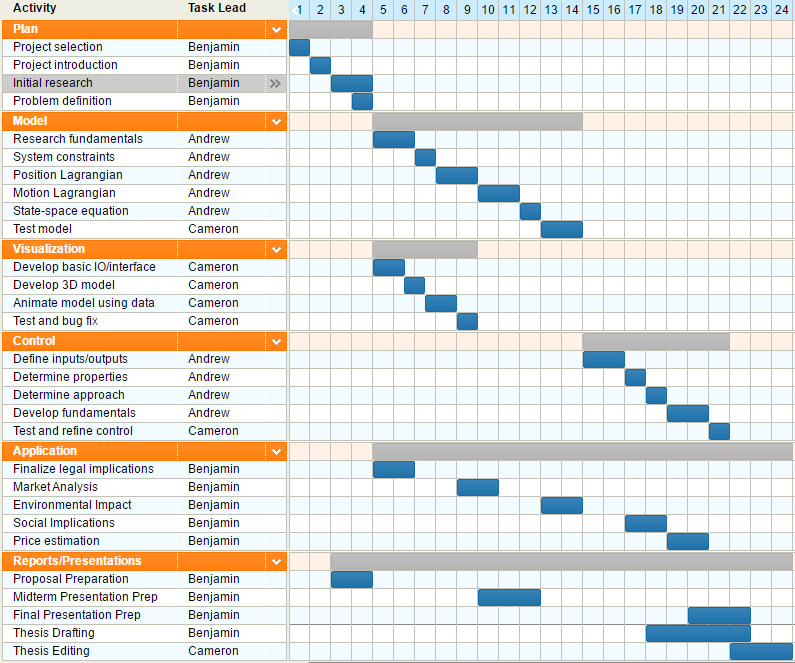 Activity Task Lead 1 2 3 4 5 6 7 8 9 10 11 12 13 14 15 16 17 18 19 20 21 22 23 24
Plan
Project selection Benjamin
Project introduction Benjamin
Initial research Benjamin »
Problem definition Benjamin
Model
Research fundamentals Andrew
System constraints Andrew
Position Lagrangian Andrew
Motion Lagrangian Andrew
State-space equation Andrew
Test model Cameron
Visualization
Develop basic IO/interface Cameron
Develop 3D model Cameron
Animate model using data Cameron
Test and bug fix Cameron
Control
Define inputs/outputs Andrew
Determine properties Andrew
Determine approach Andrew
Develop fundamentals Andrew
Test and refine control Cameron
Application
Finalize legal implications Benjamin
Market Analysis Benjamin
Environmental Impact Benjamin
Social Implications Benjamin
Price estimation Benjamin
Reports/Presentations
Proposal Preparation Benjamin
Midterm Presentation Prep Benjamin
Final Presentation Prep Benjamin
Thesis Drafting Benjamin
Thesis Editing Cameron